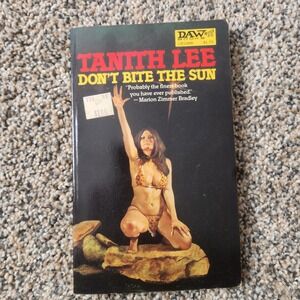 DAW
TANITH LEE
DON'T BITE THE SUN
"Probably the finest book
you have ever published."
— Marion Zimmer Bradley